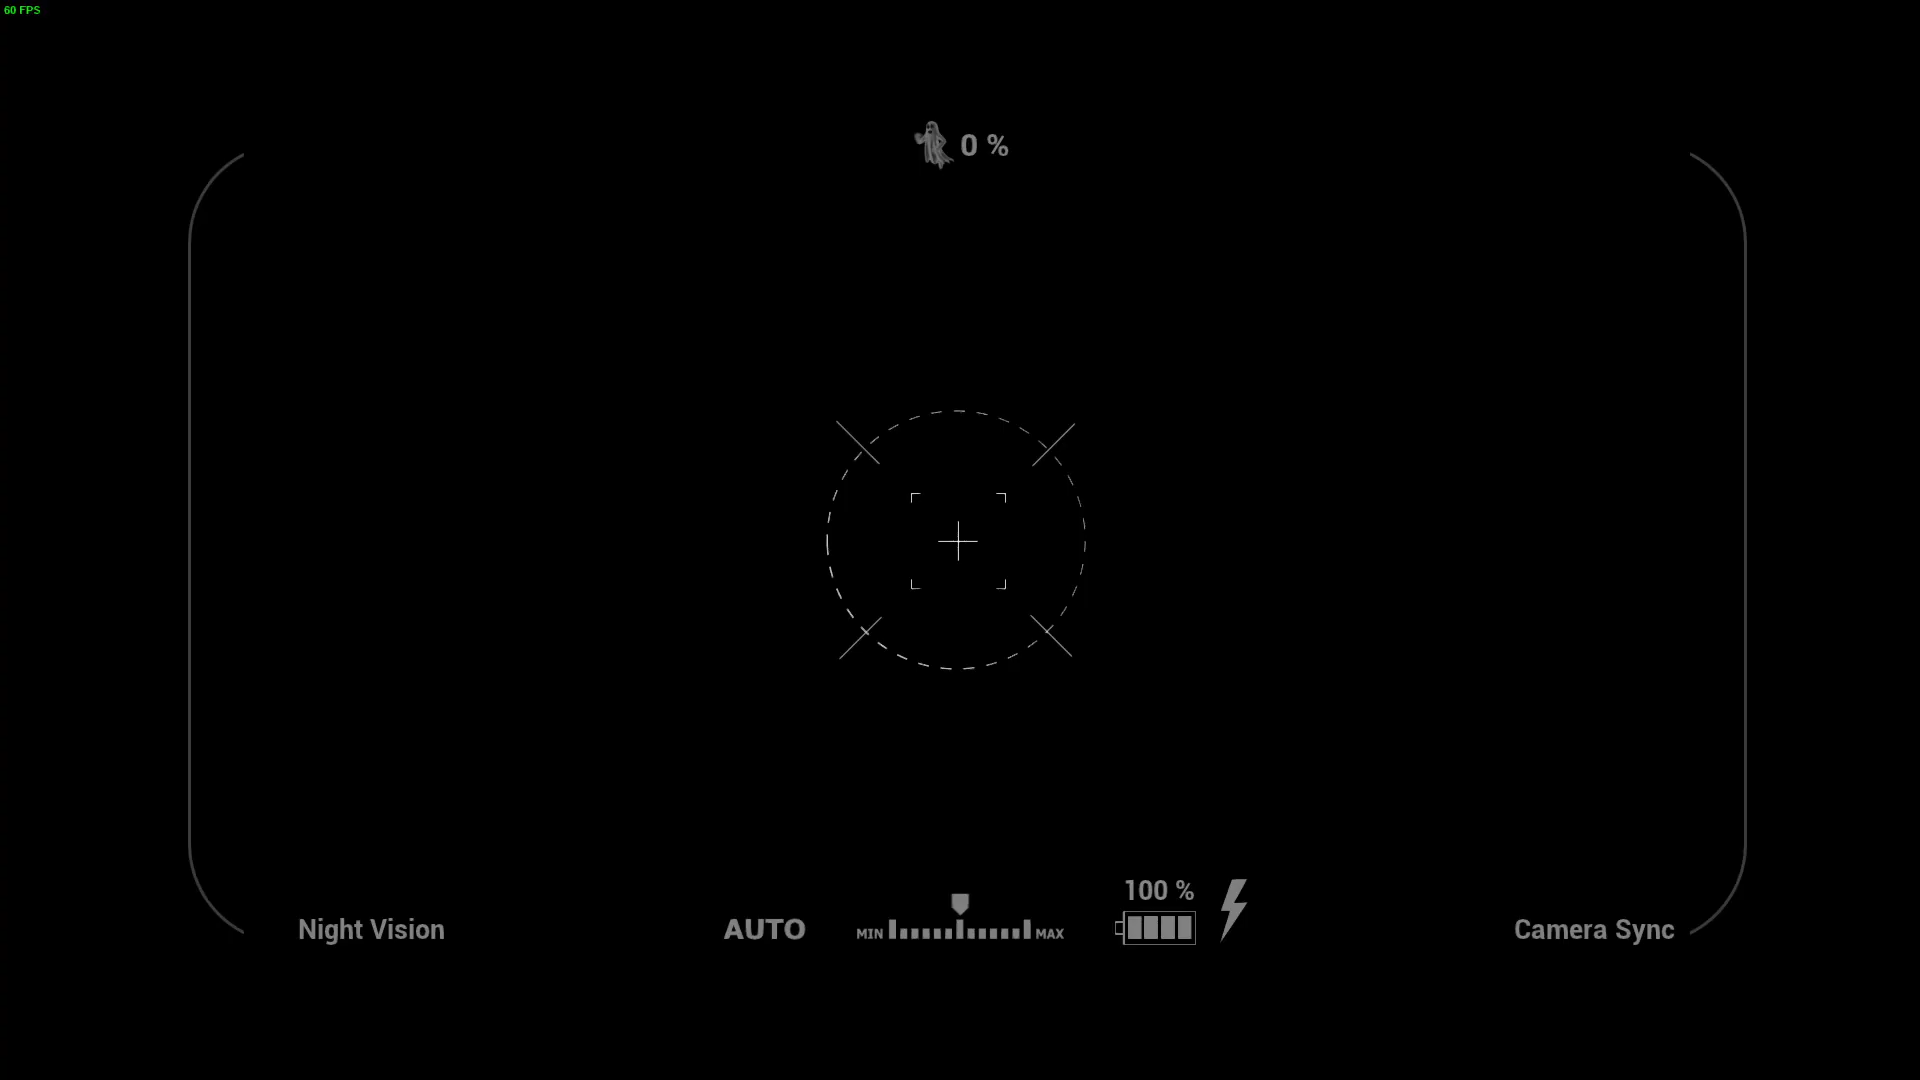 60 FPS
0 %
100 %
Night Vision
AUTO
MIN
MAX
Camera Sync